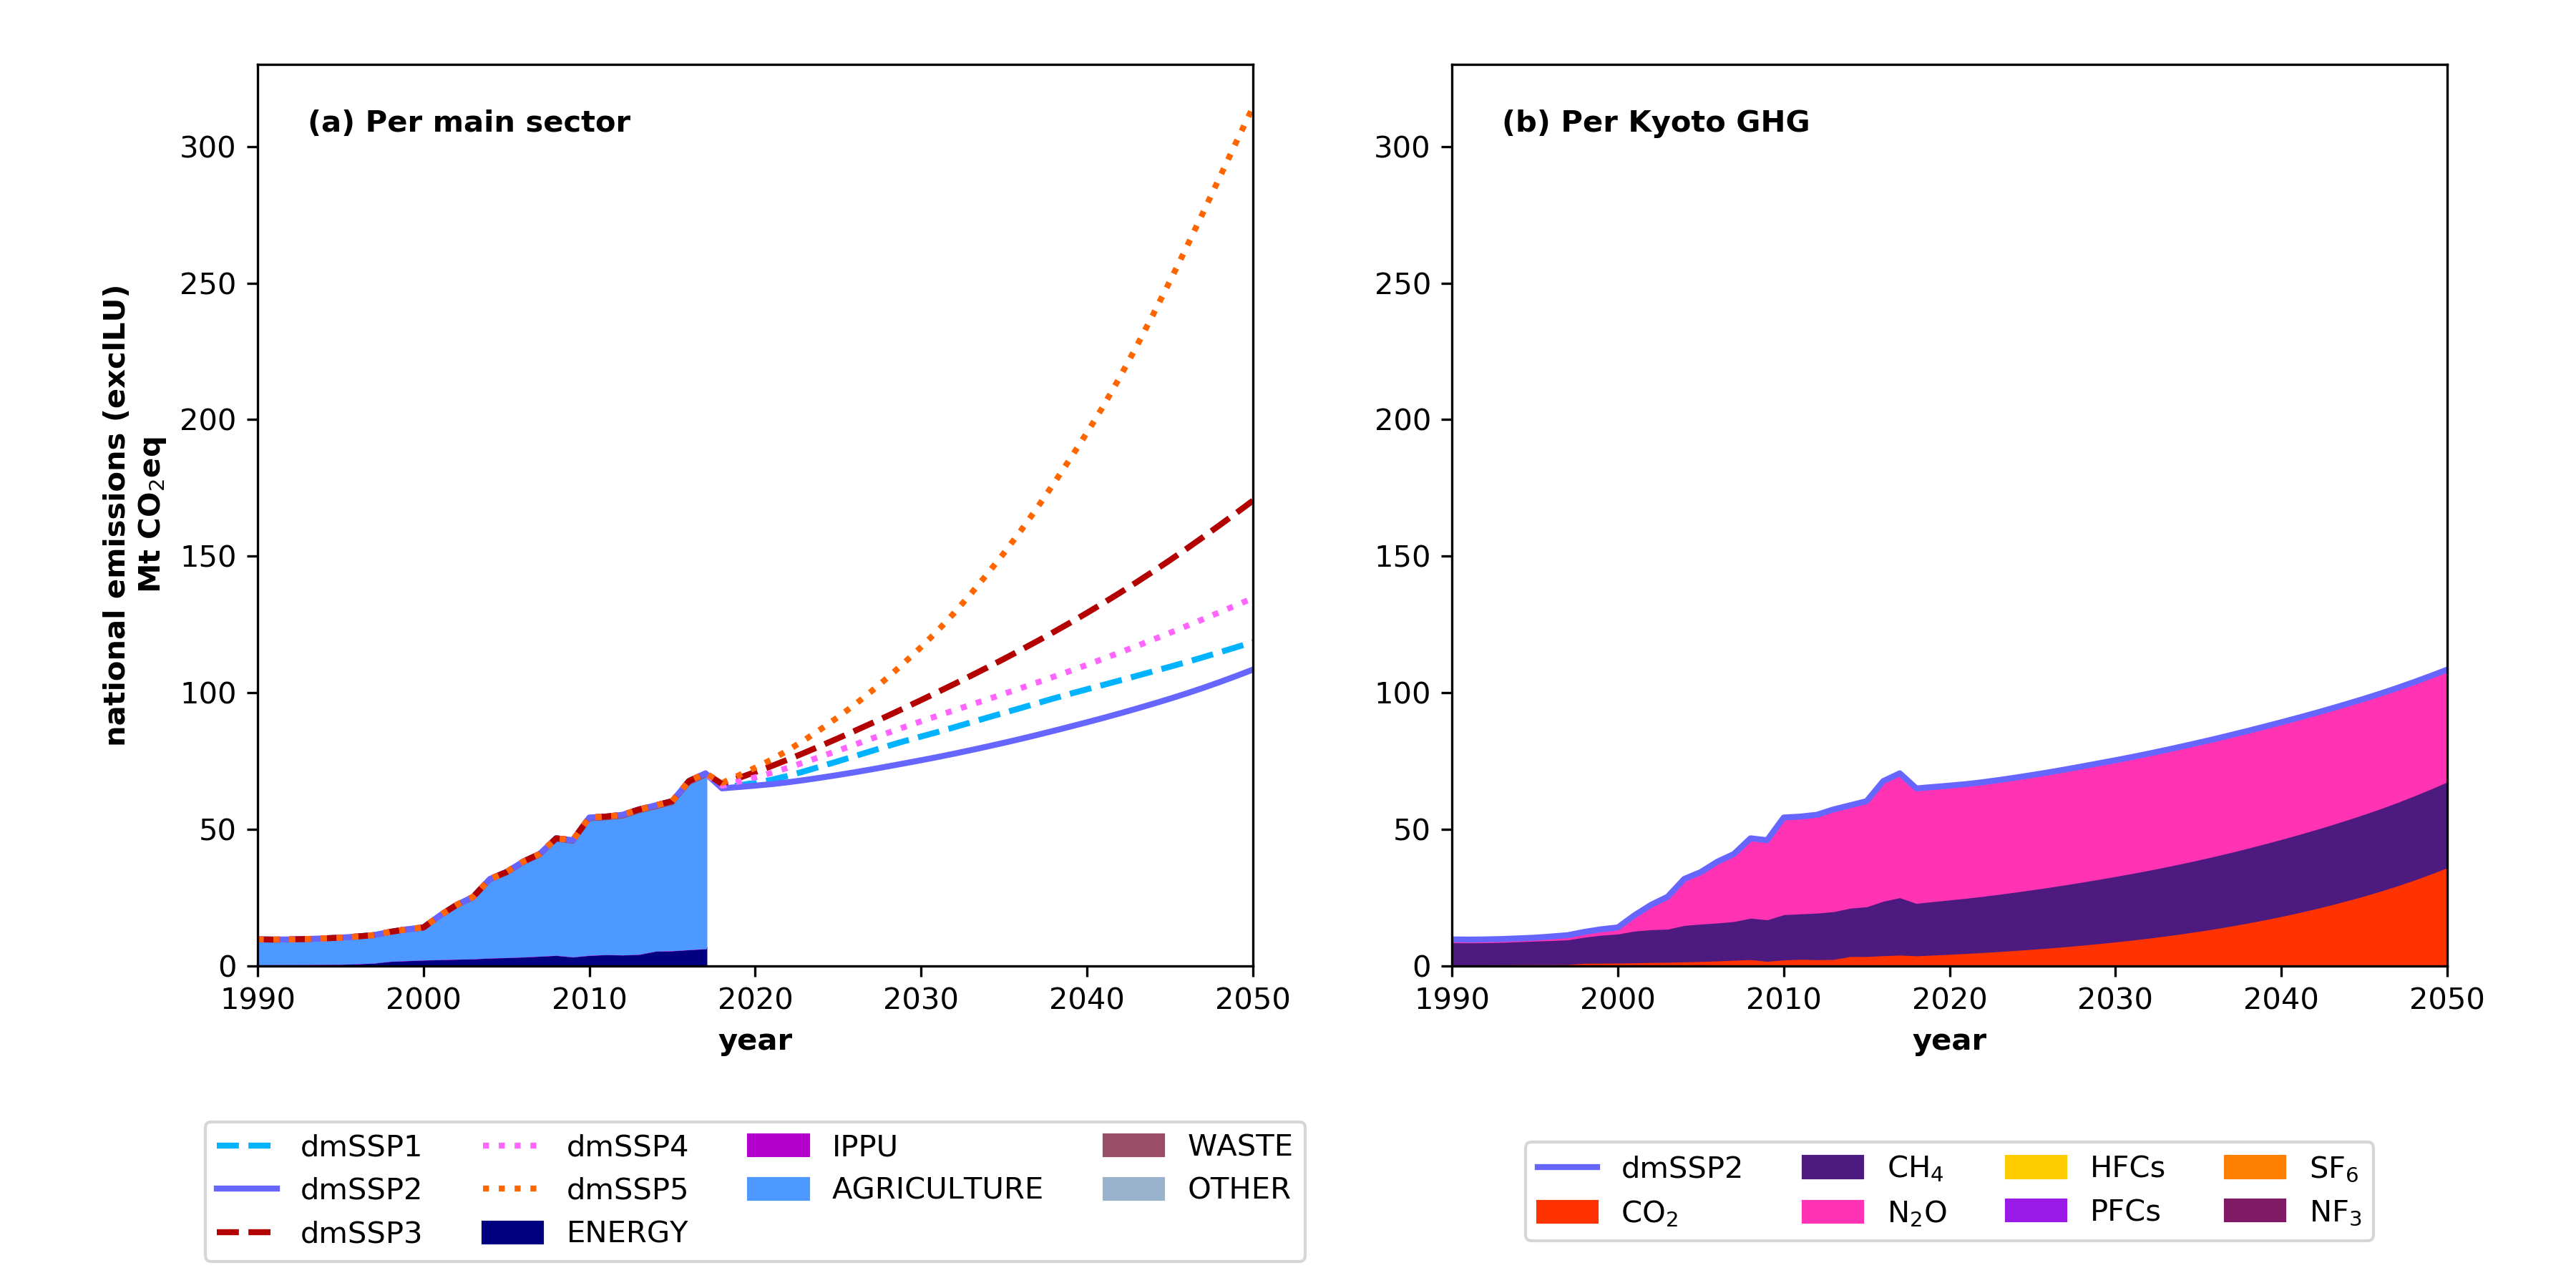 (a) Per main sector
300
250
200
150
100
50
0
national emissions (exclLU)
Mt CO₂eq
1990 2000 2010 2020 2030 2040 2050
year
dmSSP1 dmSSP4 IPPU WASTE
dmSSP2 dmSSP5 AGRICULTURE OTHER
dmSSP3 ENERGY
(b) Per Kyoto GHG
300
250
200
150
100
50
0
1990 2000 2010 2020 2030 2040 2050
year
dmSSP2 CH₄ HFCs SF₆
CO₂ N₂O PFCs NF₃